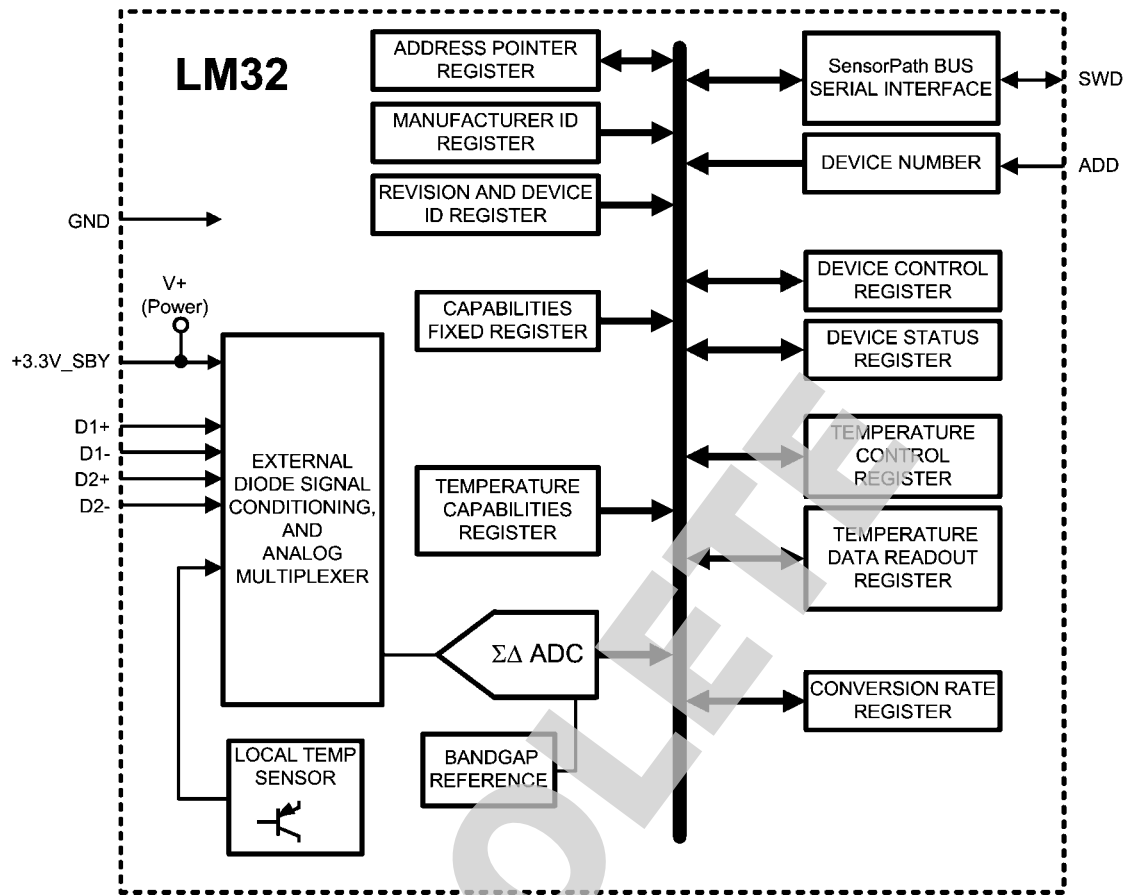 LM32
ADDRESS POINTER
REGISTER
MANUFACTURER ID
REGISTER
REVISION AND DEVICE
ID REGISTER
SensorPath BUS
SERIAL INTERFACE
SWD
DEVICE NUMBER
ADD
GND
V+
(Power)
+3.3V_SBY
D1+
D1-
D2+
D2-
CAPABILITIES
FIXED REGISTER
DEVICE CONTROL
REGISTER
DEVICE STATUS
REGISTER
EXTERNAL
DIODE SIGNAL
CONDITIONING,
AND
ANALOG
MULTIPLEXER
TEMPERATURE
CAPABILITIES
REGISTER
TEMPERATURE
CONTROL
REGISTER
TEMPERATURE
DATA READOUT
REGISTER
ΣΔ ADC
CONVERSION RATE
REGISTER
LOCAL TEMP
SENSOR
BANDGAP
REFERENCE
OLETE